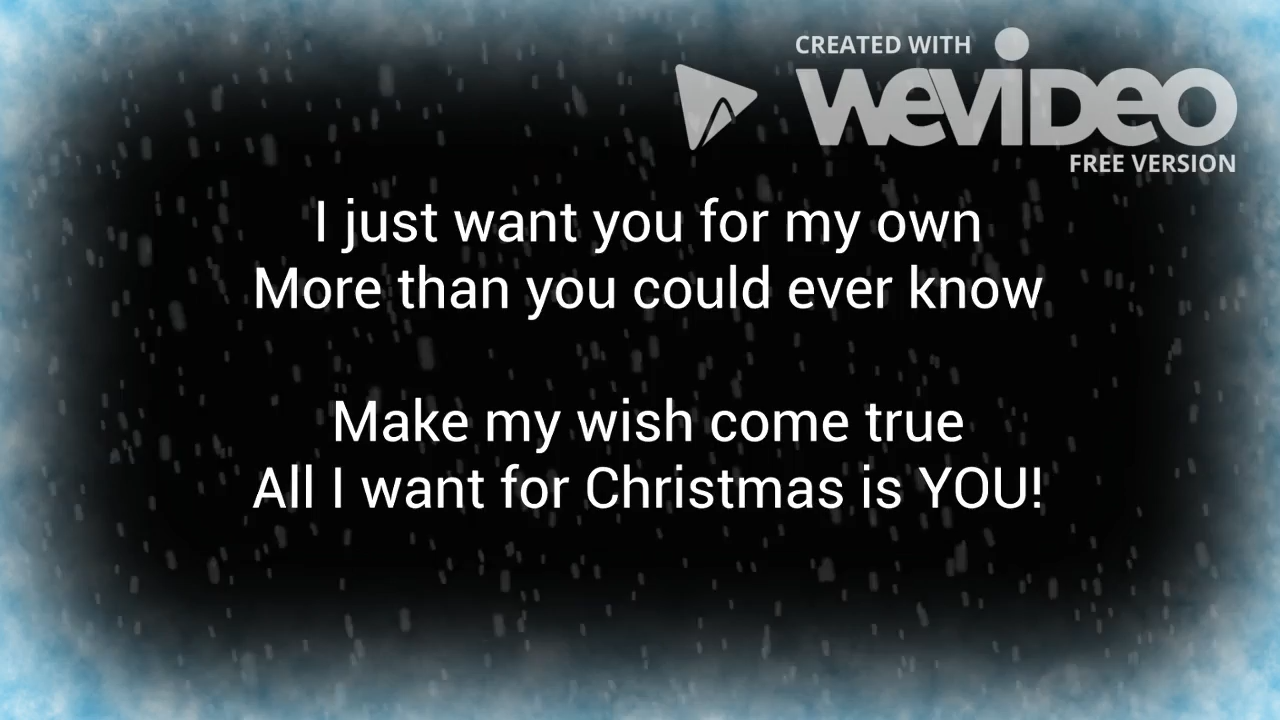 CREATED WITH
WEVIDEO
FREE VERSION
I just want you for my own
More than you could ever know
Make my wish come true
All I want for Christmas is YOU!